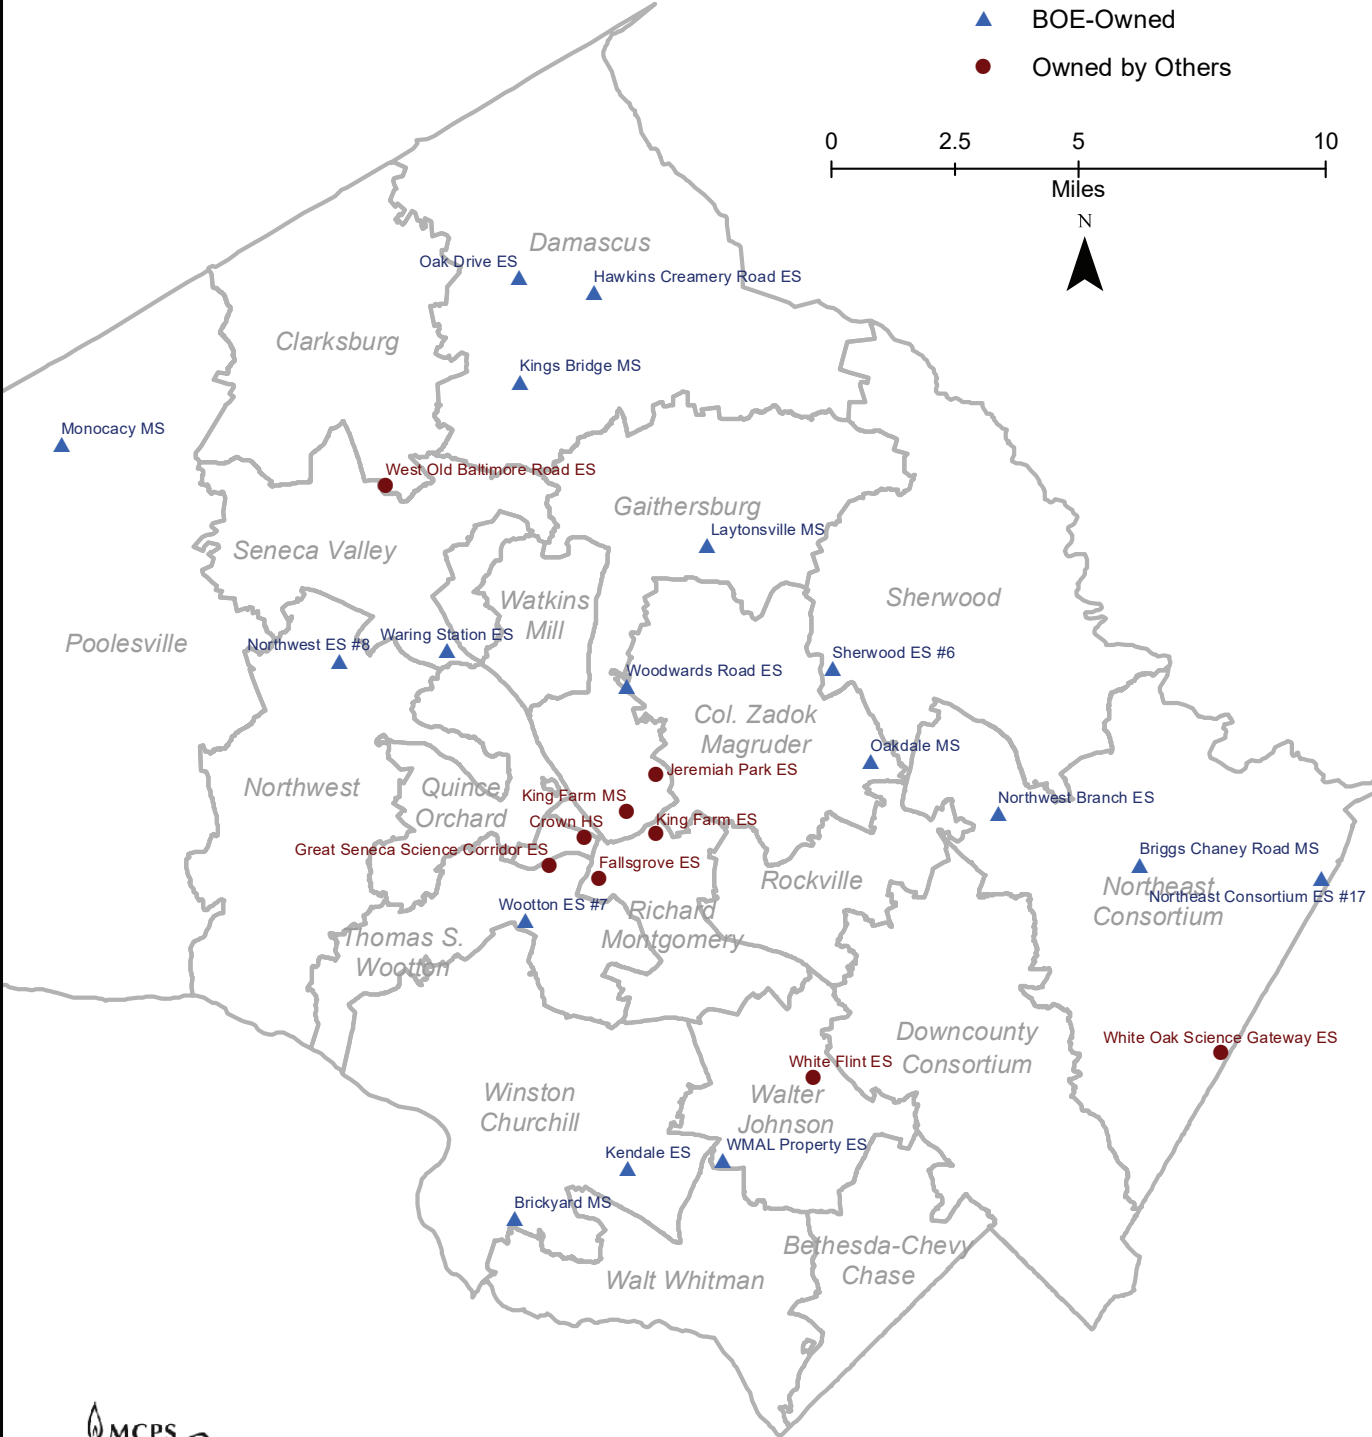 BOE-Owned
Owned by Others
0
2.5
5
10
Miles
N
Damascus
Oak Drive ES
Hawkins Creamery Road ES
Clarksburg
Kings Bridge MS
Monocacy MS
West Old Baltimore Road ES
Gaithersburg
Laytonsville MS
Seneca Valley
Watkins
Mill
Sherwood
Poolesville
Northwest ES #8
Waring Station ES
Sherwood ES #6
Woodwards Road ES
Col. Zadok
Magruder
Oakdale MS
Jeremiah Park ES
Northwest
Quince
Orchard
King Farm MS
Northwest Branch ES
Crown HS
King Farm ES
Great Seneca Science Corridor ES
Fallsgrove ES
Briggs Chaney Road MS
Rockville
Northeast
Consortium
Northeast Consortium ES #17
Wootton ES #7
Richard
Montgomery
Thomas S.
Wootton
Downcounty
Consortium
White Oak Science Gateway ES
White Flint ES
Winston
Churchill
Walter
Johnson
WMAL Property ES
Kendale ES
Brickyard MS
Bethesda-Chevy
Chase
Walt Whitman
MCPS